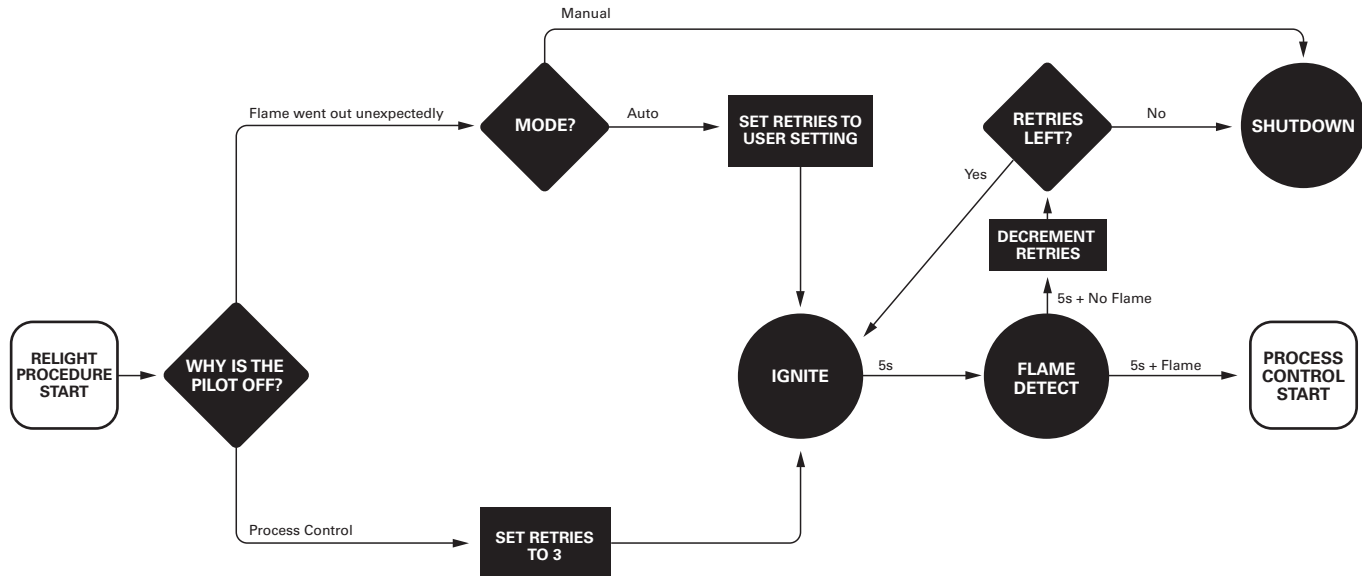 Manual
Flame went out unexpectedly
MODE?
Auto
SET RETRIES TO
USER SETTING
RETRIES
LEFT?
No
SHUTDOWN
Yes
DECREMENT
RETRIES
5s + No Flame
RELIGHT
PROCEDURE
START
WHY IS THE
PILOT OFF?
IGNITE
5s
FLAME
DETECT
5s + Flame
PROCESS
CONTROL
START
Process Control
SET RETRIES
TO 3